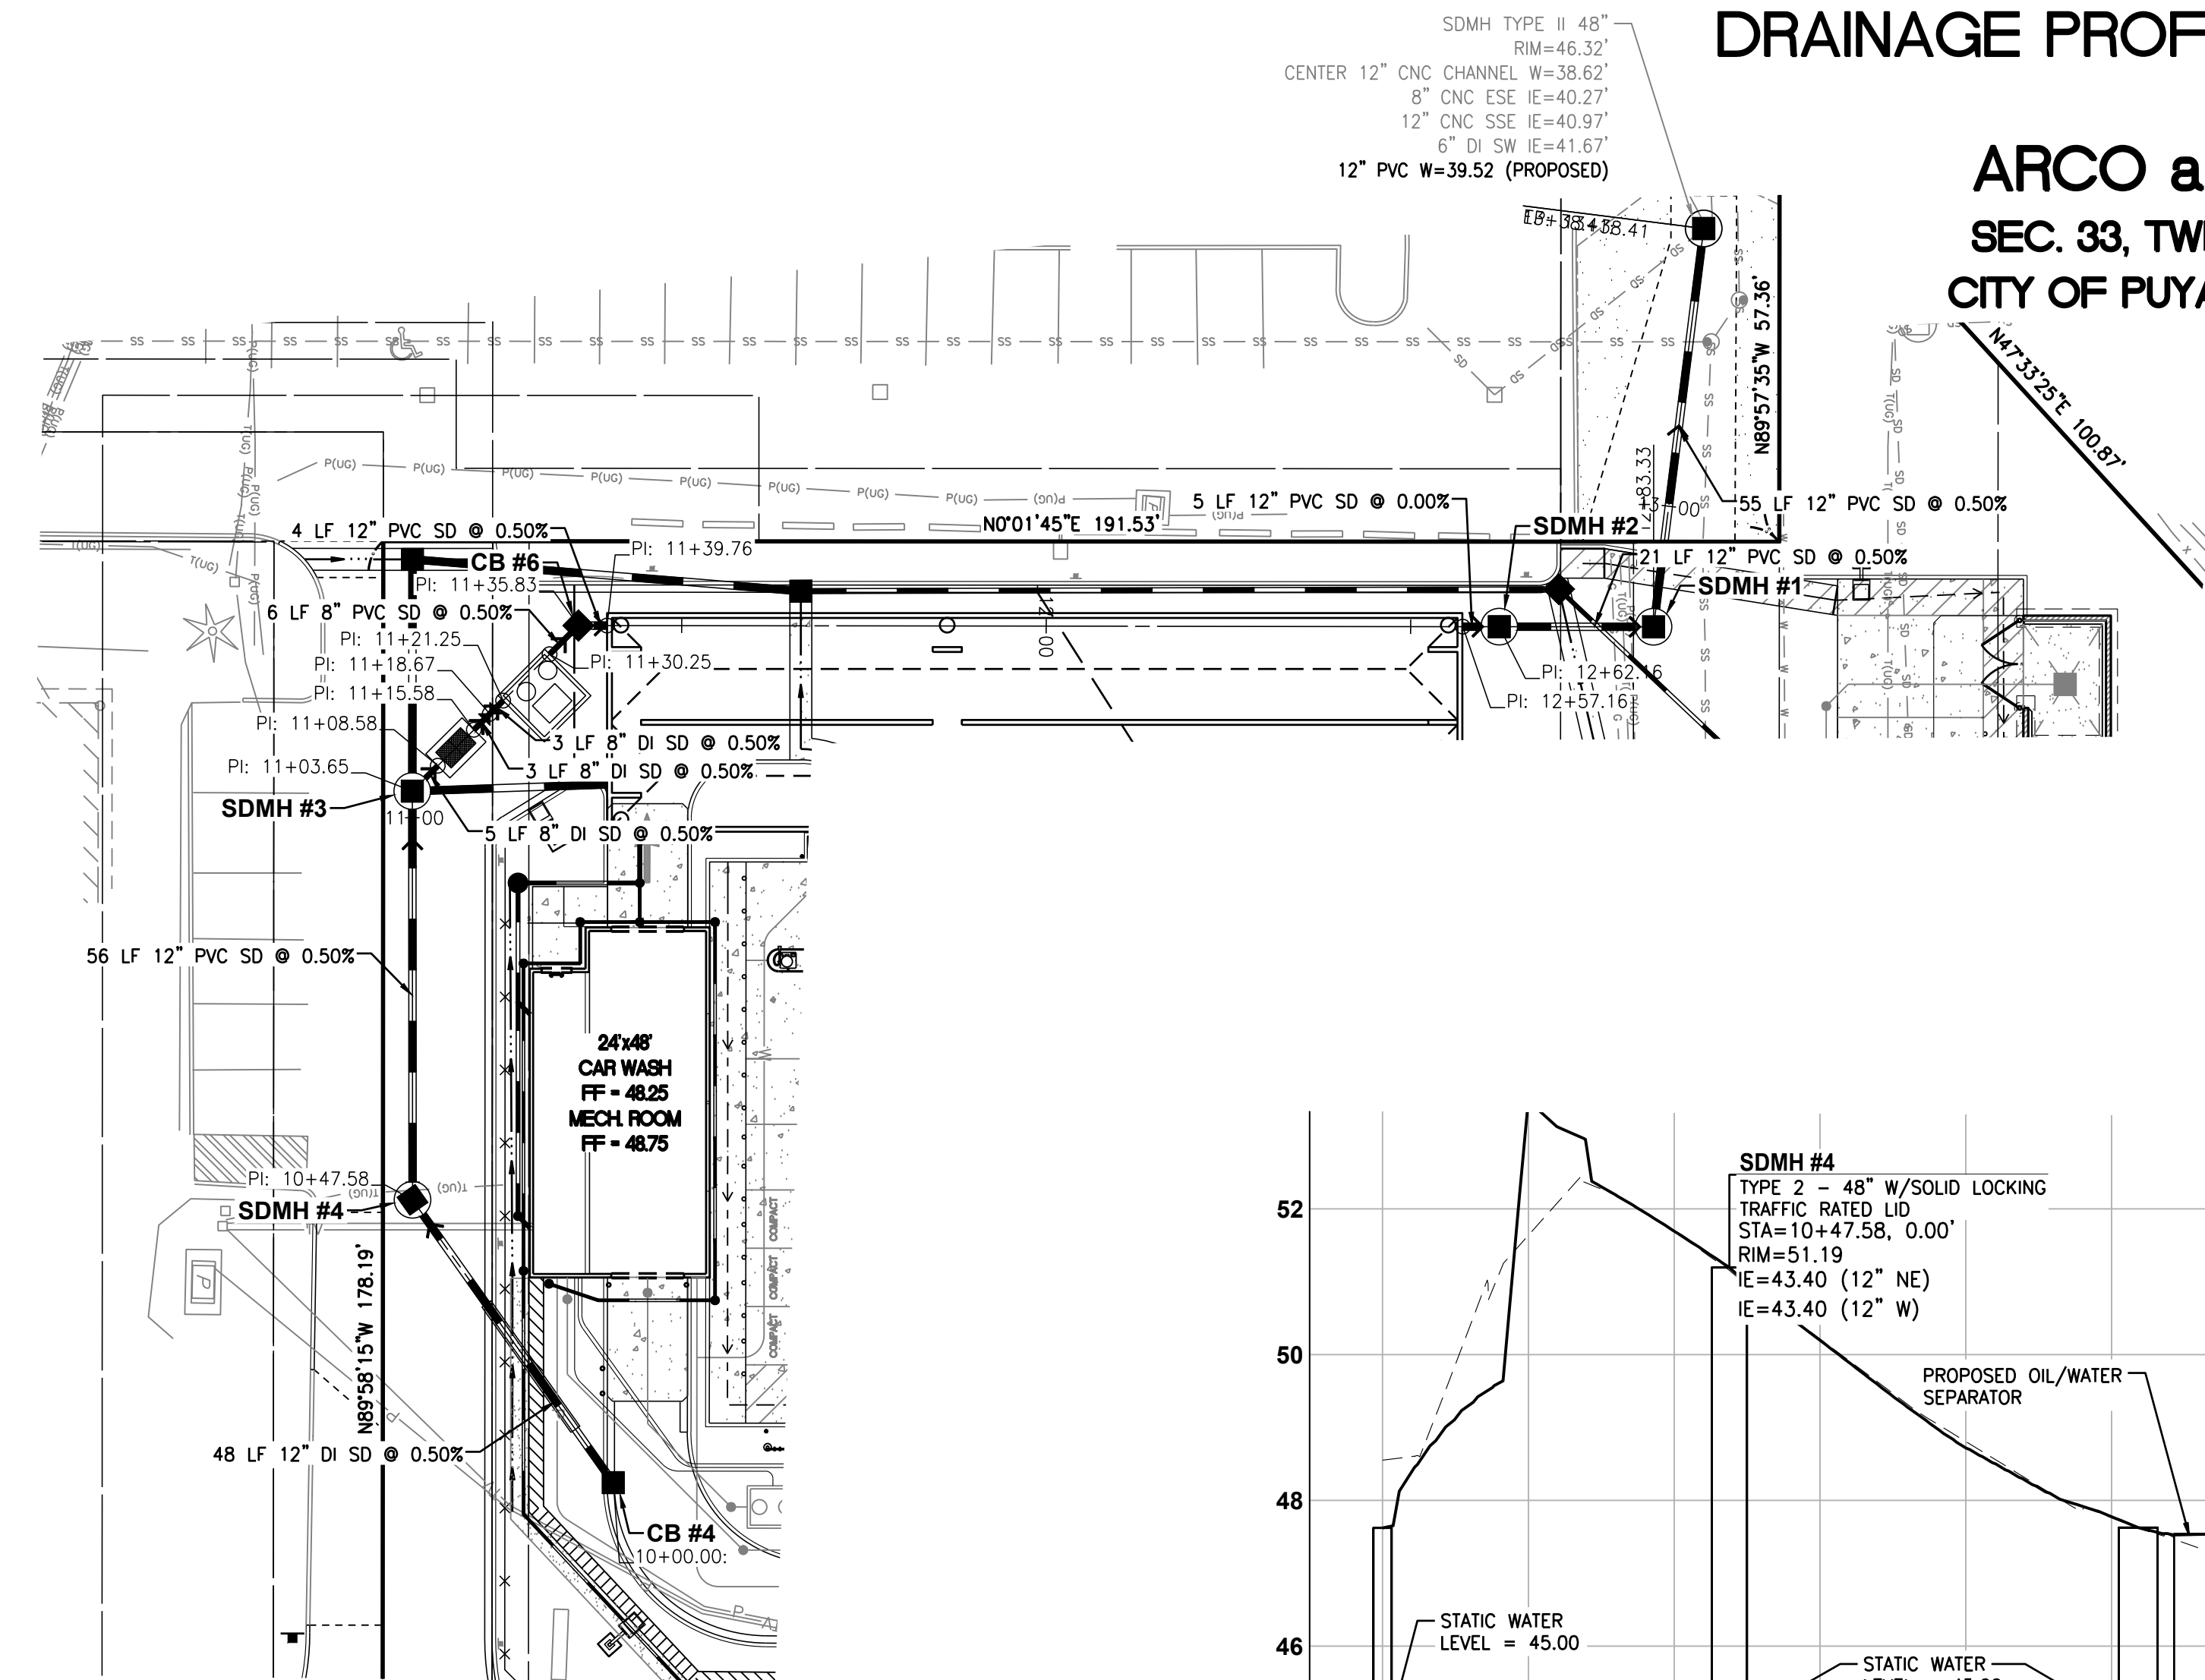 SDMH TYPE II 48"
RIM=46.32'
CENTER 12" CNC CHANNEL W=38.62'
8" CNC ESE IE=40.27'
12" CNC SSE IE=40.97'
6" DI SW IE=41.67'
12" PVC W=39.52 (PROPOSED)
DRAINAGE PROF
ARCO a
SEC. 33, TW
CITY OF PUYA
N89°57'35"W 57.36'
N47°33'25"E 100.87'
55 LF 12" PVC SD @ 0.50%
13+00
5 LF 12" PVC SD @ 0.00%
SDMH #2
N0°01'45"E 191.53'
4 LF 12" PVC SD @ 0.50%
PI: 11+39.76
CB #6
PI: 11+35.83
21 LF 12" PVC SD @ 0.50%
SDMH #1
6 LF 8" PVC SD @ 0.50%
PI: 11+21.25
PI: 11+18.67
PI: 11+30.25
12+00
PI: 12+62.16
PI: 12+57.16
PI: 11+15.58
PI: 11+08.58
3 LF 8" DI SD @ 0.50%
3 LF 8" DI SD @ 0.50%
PI: 11+03.65
SDMH #3
11+00
5 LF 8" DI SD @ 0.50%
56 LF 12" PVC SD @ 0.50%
24'x48'
CAR WASH
FF = 48.25
MECH. ROOM
FF = 48.75
PI: 10+47.58
SDMH #4
N89°58'15"W 178.19'
COMPACT COMPACT COMPACT
48 LF 12" DI SD @ 0.50%
CB #4
10+00.00:
SDMH #4
TYPE 2 - 48" W/SOLID LOCKING
TRAFFIC RATED LID
STA=10+47.58, 0.00'
RIM=51.19
IE=43.40 (12" NE)
IE=43.40 (12" W)
52
50
48
46
PROPOSED OIL/WATER
SEPARATOR
STATIC WATER
LEVEL = 45.00
STATIC WATER